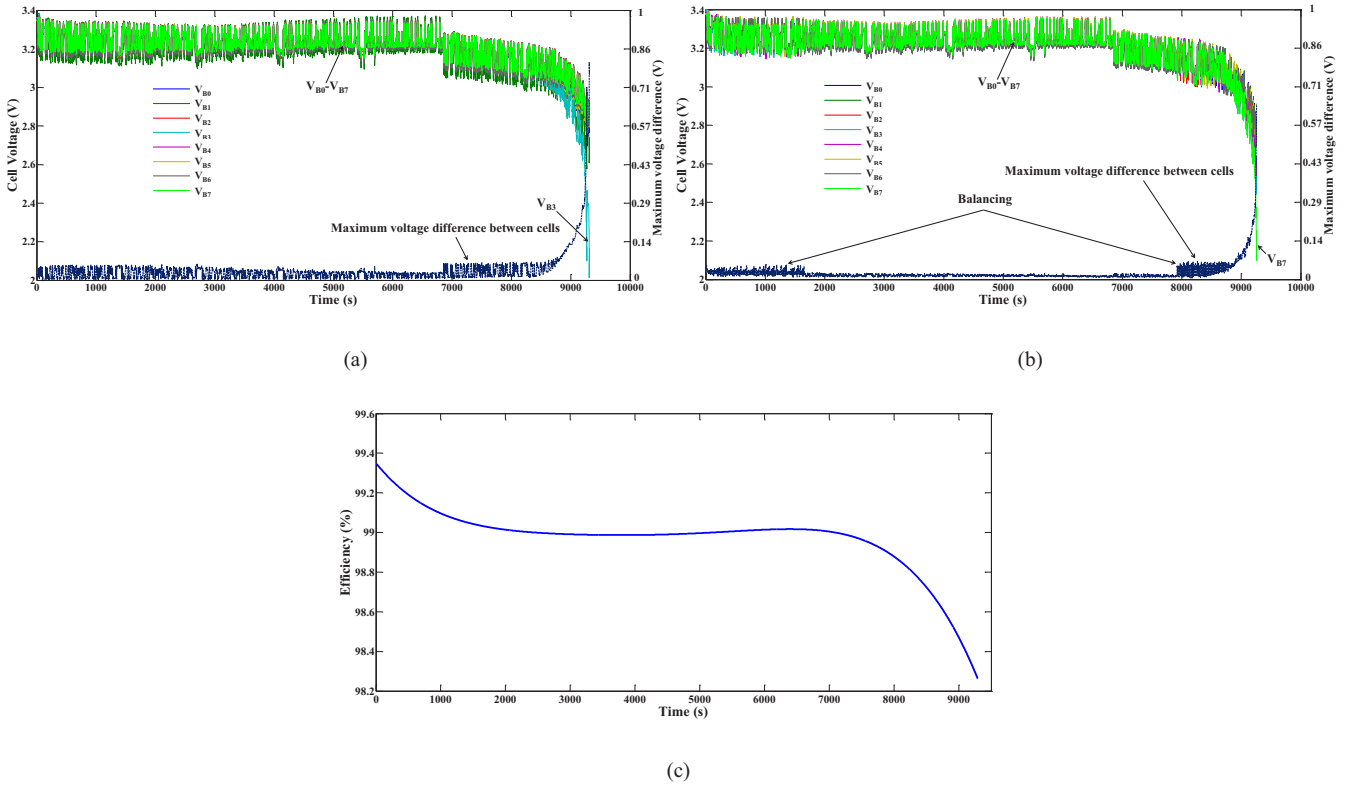 3.4
3.2
3
2.8
2.6
2.4
2.2
2
Cell Voltage (V)
V_B0
V_B1
V_B2
V_B3
V_B4
V_B5
V_B6
V_B7
V_B0-V_B7
Maximum voltage difference between cells
V_B3
1
0.86
0.71
0.57
0.43
0.29
0.14
0
Maximum voltage difference (V)
0 1000 2000 3000 4000 5000 6000 7000 8000 9000 10000
Time (s)
(a)
3.4
3.2
3
2.8
2.6
2.4
2.2
2
Cell Voltage (V)
V_B0
V_B1
V_B2
V_B3
V_B4
V_B5
V_B6
V_B7
V_B0-V_B7
Maximum voltage difference between cells
Balancing
V_B7
1
0.86
0.71
0.57
0.43
0.29
0.14
0
Maximum voltage difference (V)
0 1000 2000 3000 4000 5000 6000 7000 8000 9000 10000
Time (s)
(b)
99.6
99.4
99.2
99
98.8
98.6
98.4
98.2
Efficiency (%)
0 1000 2000 3000 4000 5000 6000 7000 8000 9000
Time (s)
(c)